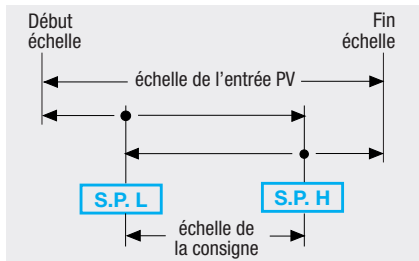 Début
échelle
Fin
échelle
échelle de l'entrée PV
S.P. L
S.P. H
échelle de
la consigne